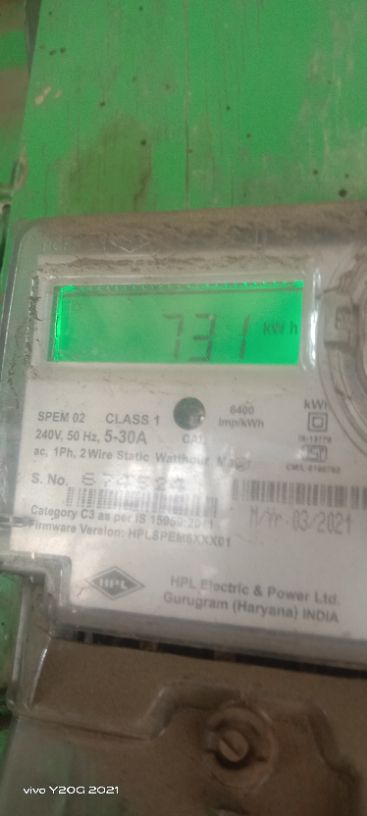 731 kWh
SPEM 02 CLASS 1
6400 imp/kWh
kWh
240V, 50 Hz, 5-30A
CAL
ac, 1Ph, 2 Wire Static Watthour
S. No.
Category C3 as per IS
M/Yr. 03/2021
Firmware Version:
HPL
HPL Electric & Power Ltd.
Gurugram (Haryana) INDIA
vivo Y20G 2021